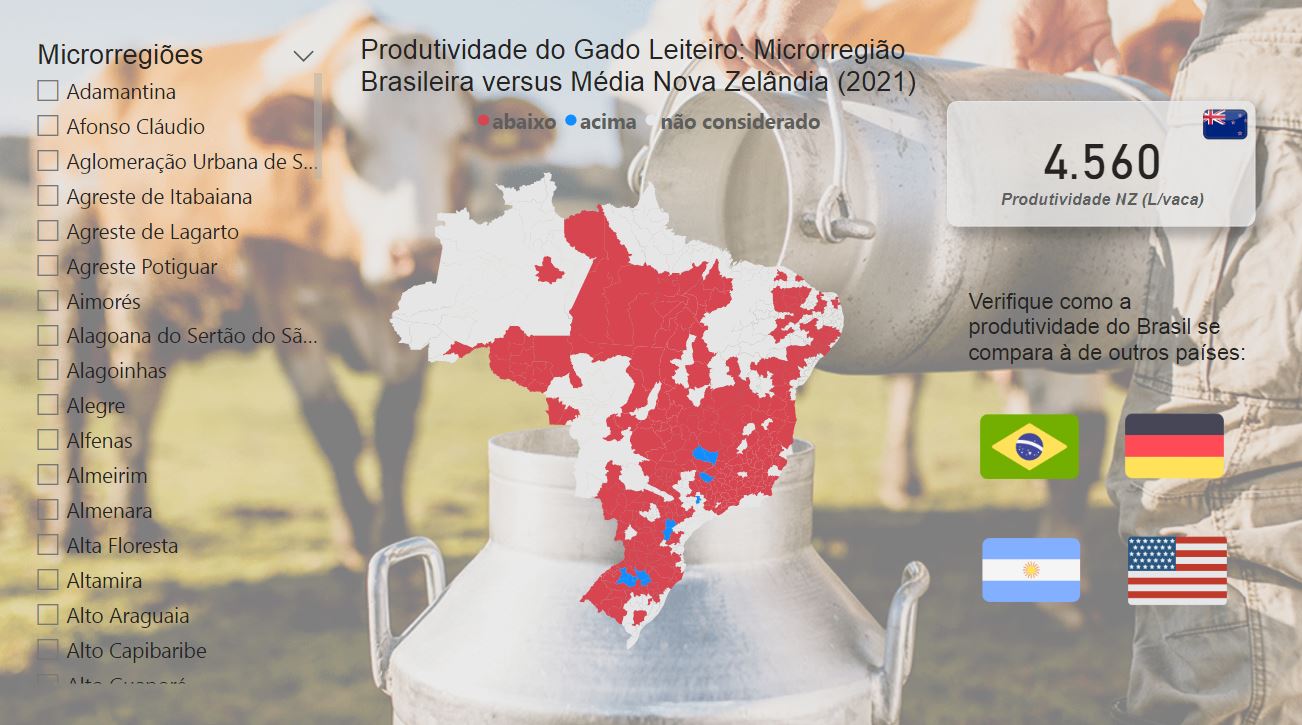 Microrregiões
Adamantina
Afonso Cláudio
Aglomeração Urbana de S...
Agreste de Itabaiana
Agreste de Lagarto
Agreste Potiguar
Aimorés
Alagoana do Sertão do Sã...
Alagoinhas
Alegre
Alfenas
Almeirim
Almenara
Alta Floresta
Altamira
Alto Araguaia
Alto Capibaribe
Produtividade do Gado Leiteiro: Microrregião
Brasileira versus Média Nova Zelândia (2021)
abaixo acima não considerado
4.560
Produtividade NZ (L/vaca)
Verifique como a
produtividade do Brasil se
compara à de outros países: